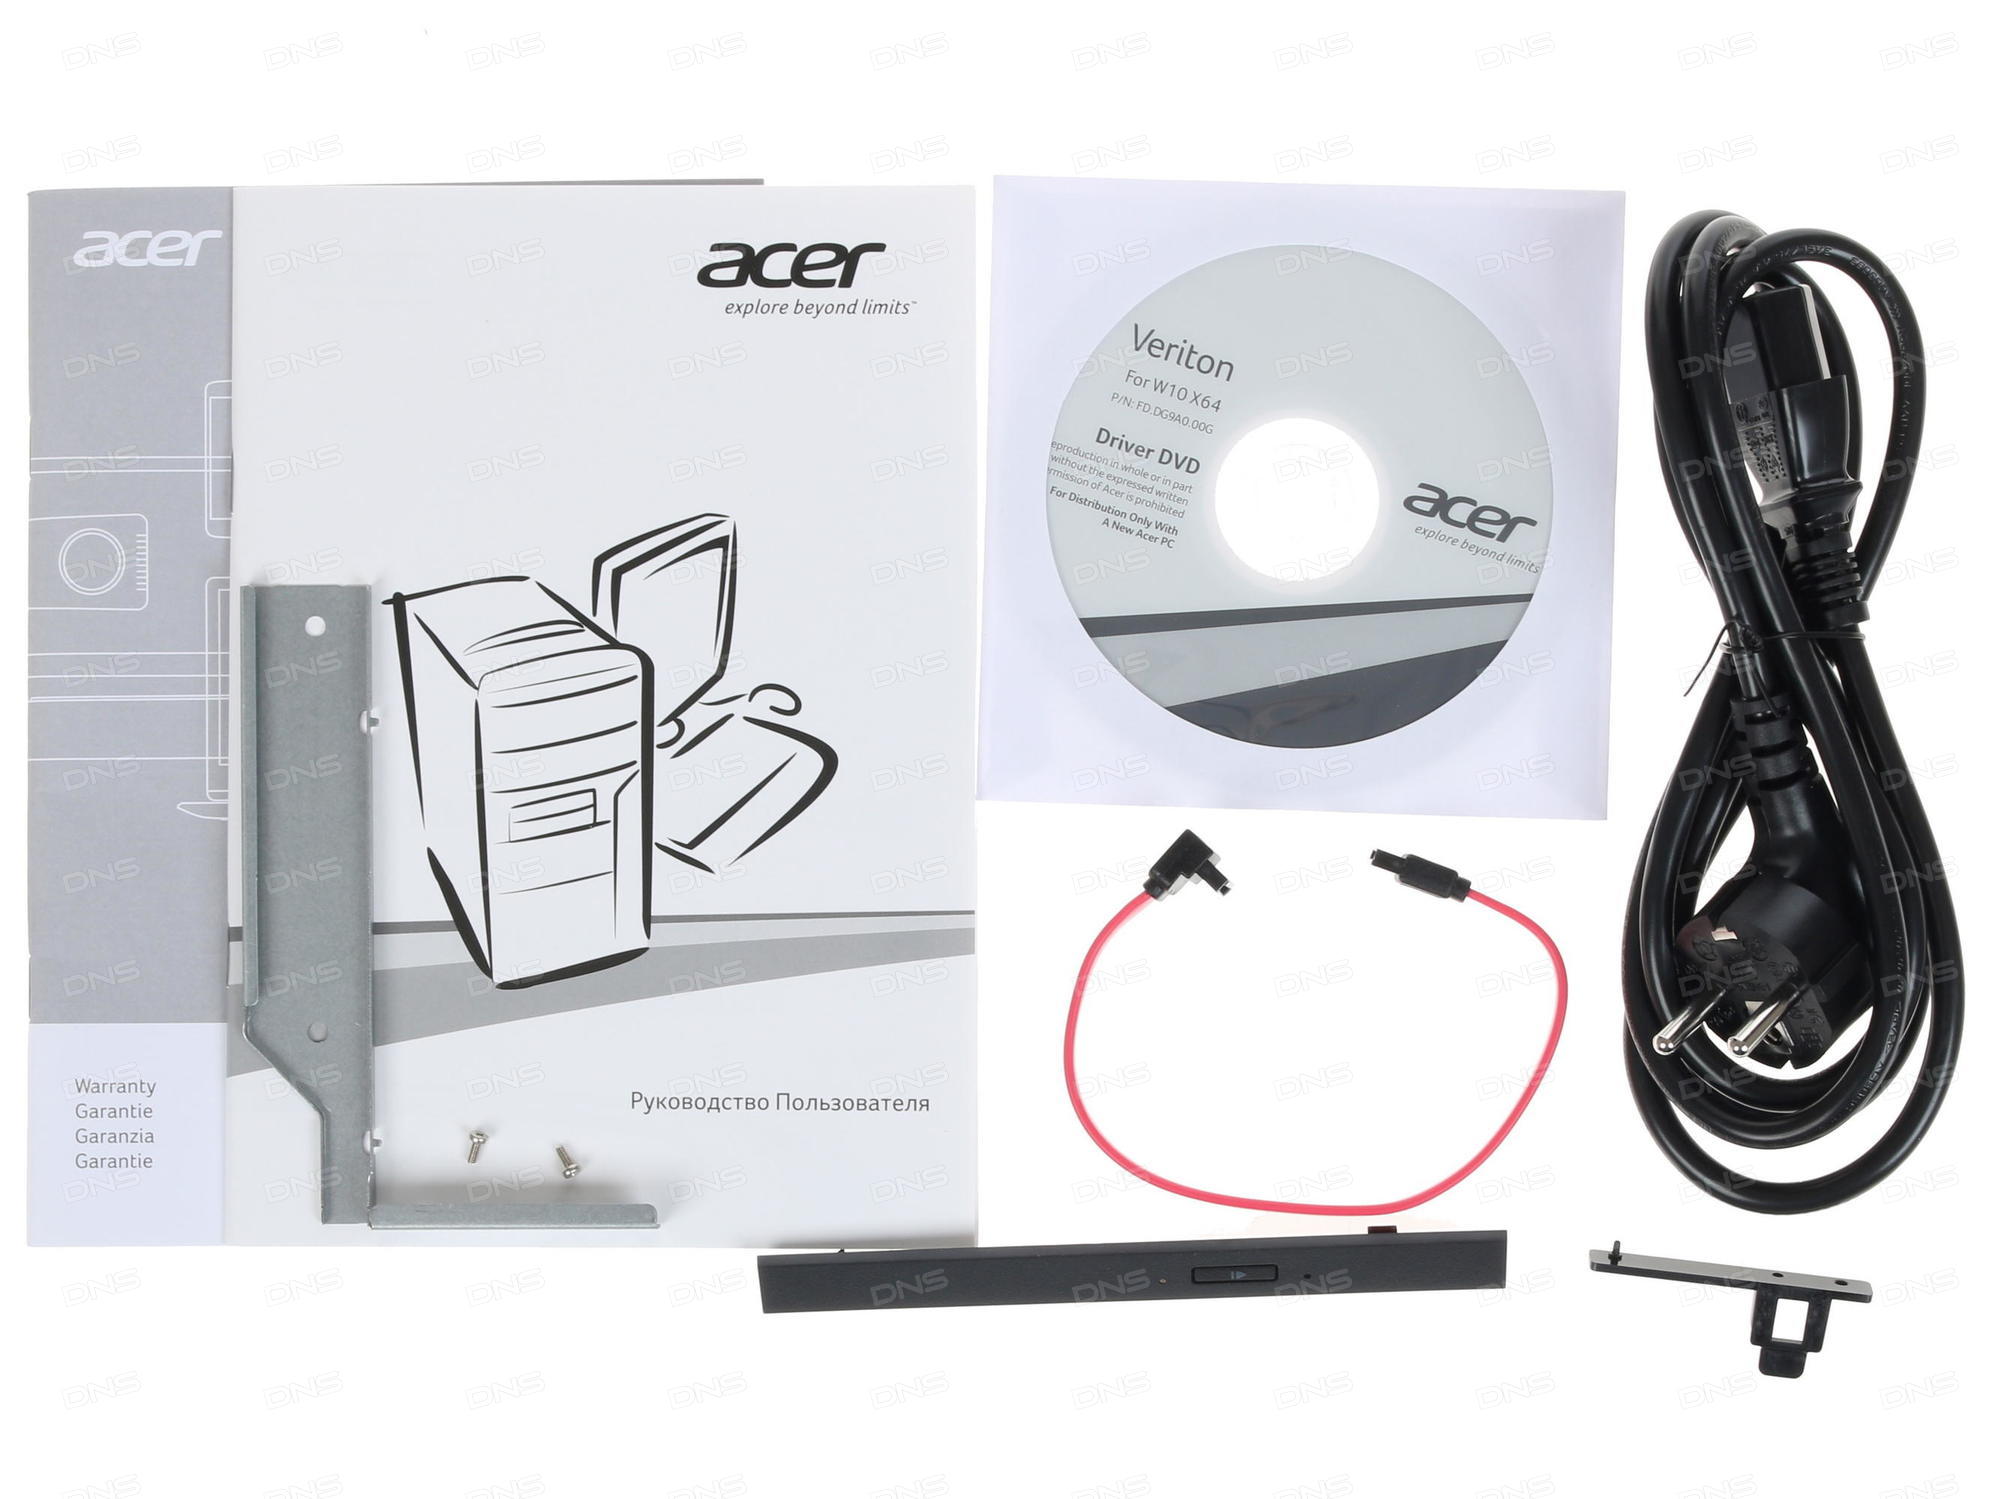 acer
Warranty
Garantie
Garanzia
Garantie
acer
explore beyond limits™
Руководство Пользователя
Veriton
For W10 X64
P/N: FD.DG9A0.00G
Driver DVD
eproduction in whole or in part
without the expressed written
rmission of Acer is prohibited
For Distribution Only With
A New Acer PC
acer
explore beyond limits
DNS